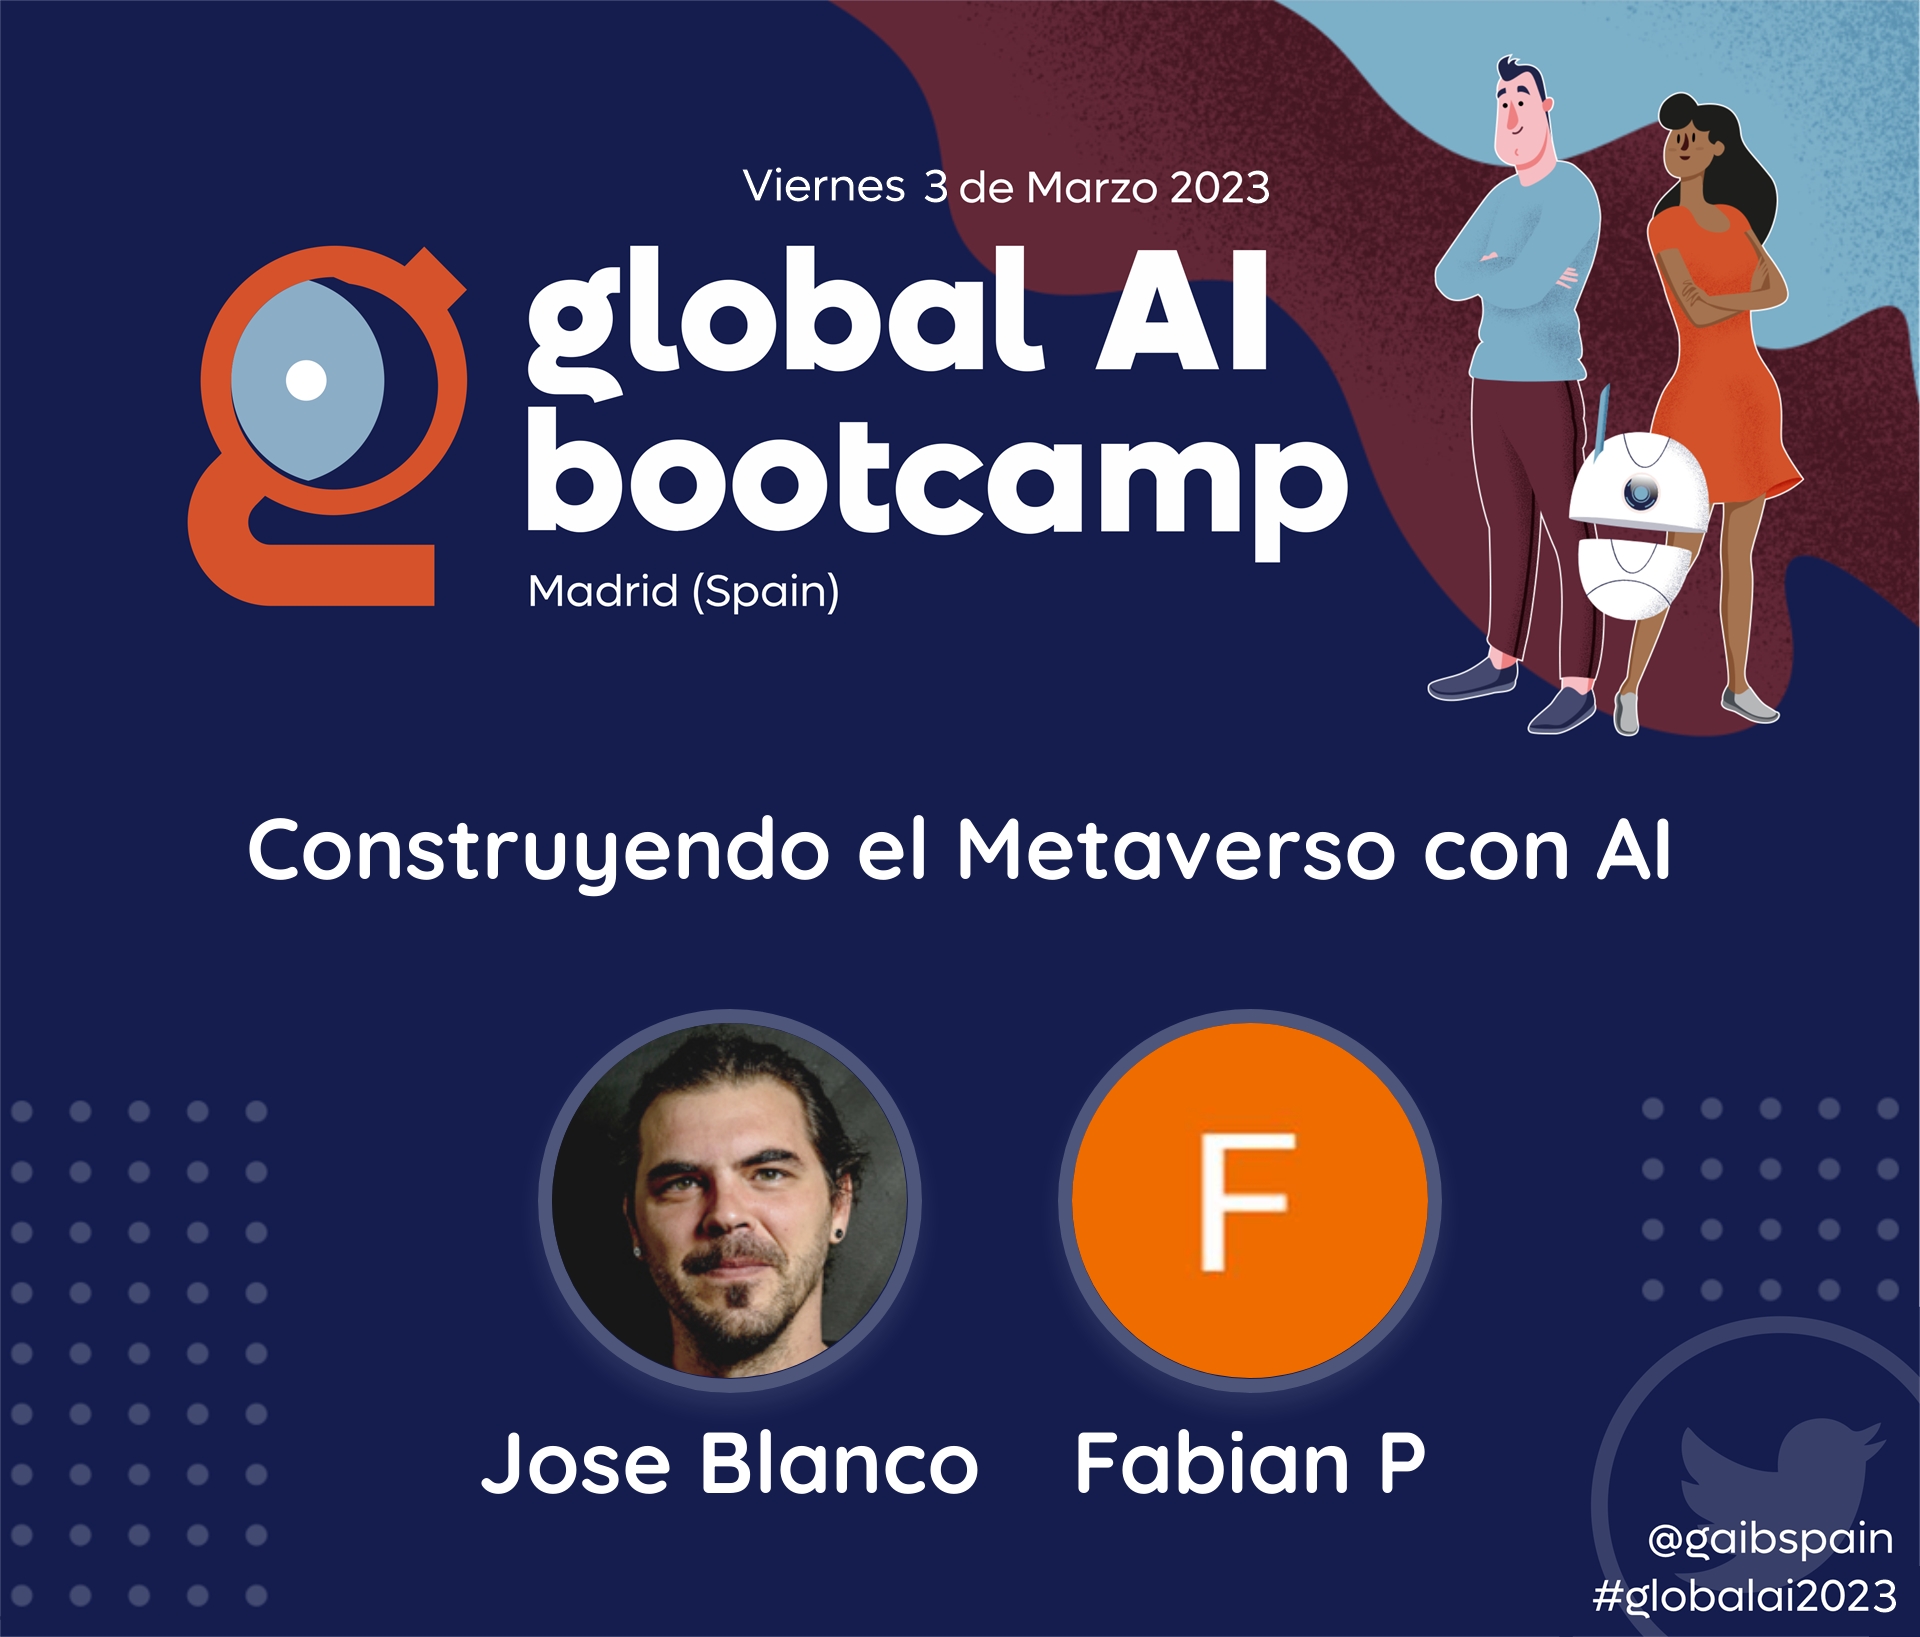 Viernes 3 de Marzo 2023
global AI
bootcamp
Madrid (Spain)
Construyendo el Metaverso con AI
F
Jose Blanco
Fabian P
@gaibspain
#globalai2023